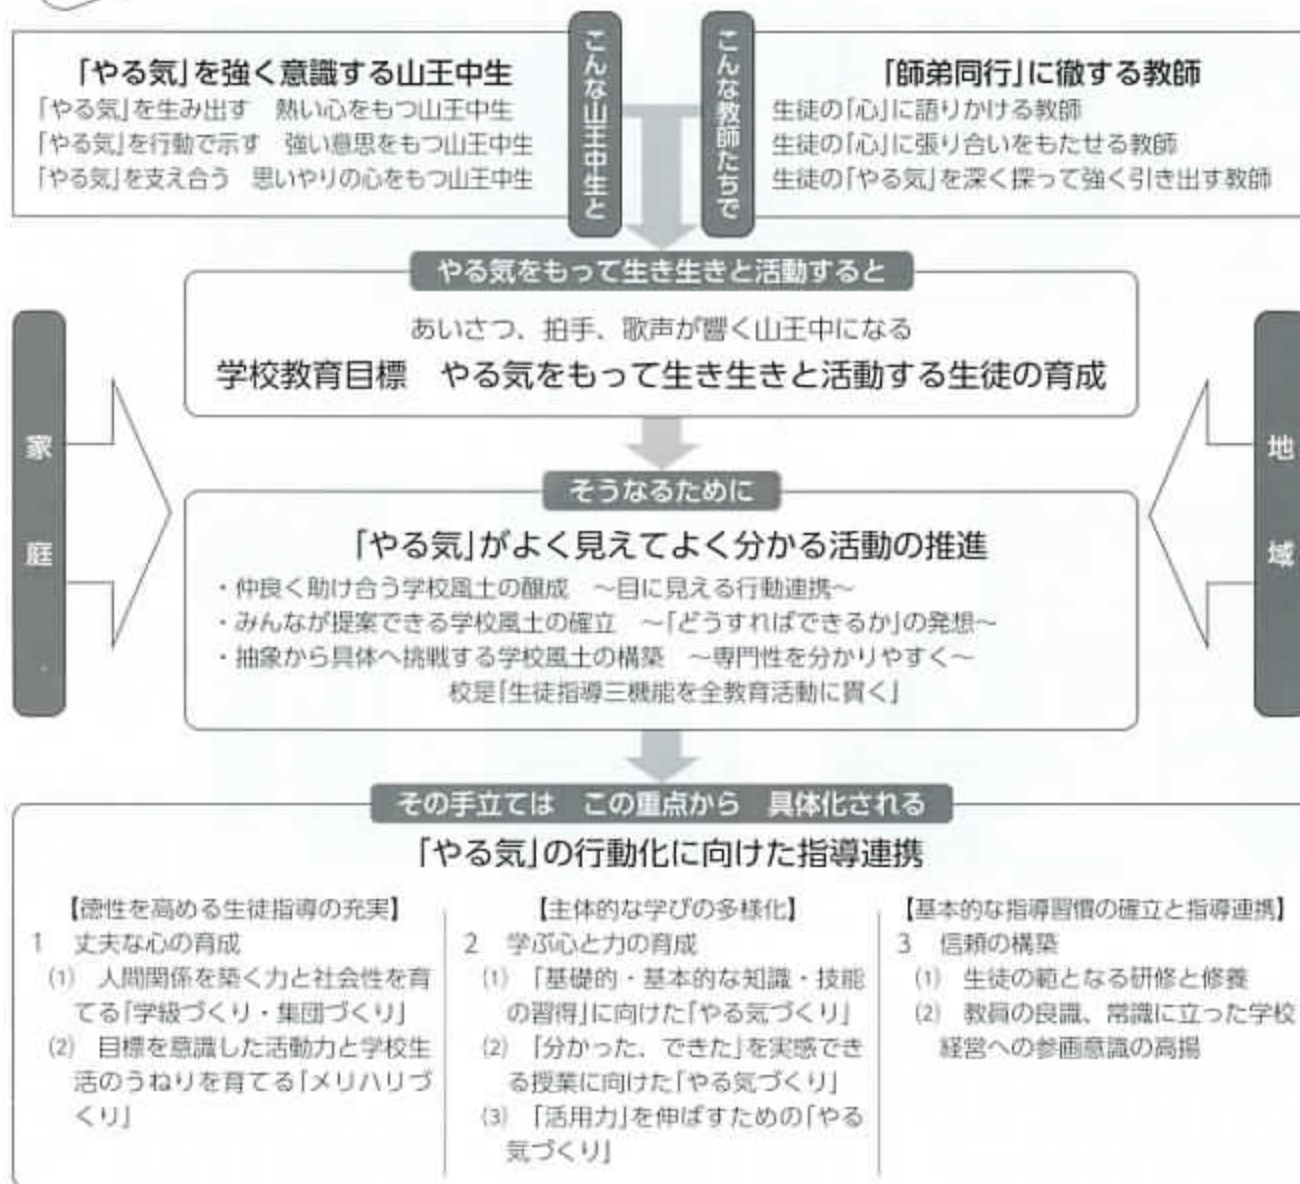 「やる気」を強く意識する山王中生
「やる気」を生み出す　熱い心をもつ山王中生
「やる気」を行動で示す　強い意思をもつ山王中生
「やる気」を支え合う　思いやりの心をもつ山王中生
こんな山王中生と
こんな教師たちで
「師弟同行」に徹する教師
生徒の「心」に語りかける教師
生徒の「心」に張り合いをもたせる教師
生徒の「やる気」を深く探って強く引き出す教師
やる気をもって生き生きと活動すると
あいさつ、拍手、歌声が響く山王中になる
学校教育目標　やる気をもって生き生きと活動する生徒の育成
家庭
地域
そうなるために
「やる気」がよく見えてよく分かる活動の推進
・仲良く助け合う学校風土の醸成　～目に見える行動連携～
・みんなが提案できる学校風土の確立　～「どうすればできるか」の発想～
・抽象から具体へ挑戦する学校風土の構築　～専門性を分かりやすく～
校是「生徒指導三機能を全教育活動に貫く」
その手立ては　この重点から　具体化される
「やる気」の行動化に向けた指導連携
【徳性を高める生徒指導の充実】
1　丈夫な心の育成
(1)　人間関係を築く力と社会性を育
てる「学級づくり・集団づくり」
(2)　目標を意識した活動力と学校生
活のうねりを育てる「メリハリづ
くり」
【主体的な学びの多様化】
2　学ぶ心と力の育成
(1)　「基礎的・基本的な知識・技能
の習得」に向けた「やる気づくり」
(2)　「分かった、できた」を実感でき
る授業に向けた「やる気づくり」
(3)　「活用力」を伸ばすための「やる
気づくり」
【基本的な指導習慣の確立と指導連携】
3　信頼の構築
(1)　生徒の範となる研修と修養
(2)　教員の良識、常識に立った学校
経営への参画意識の高揚